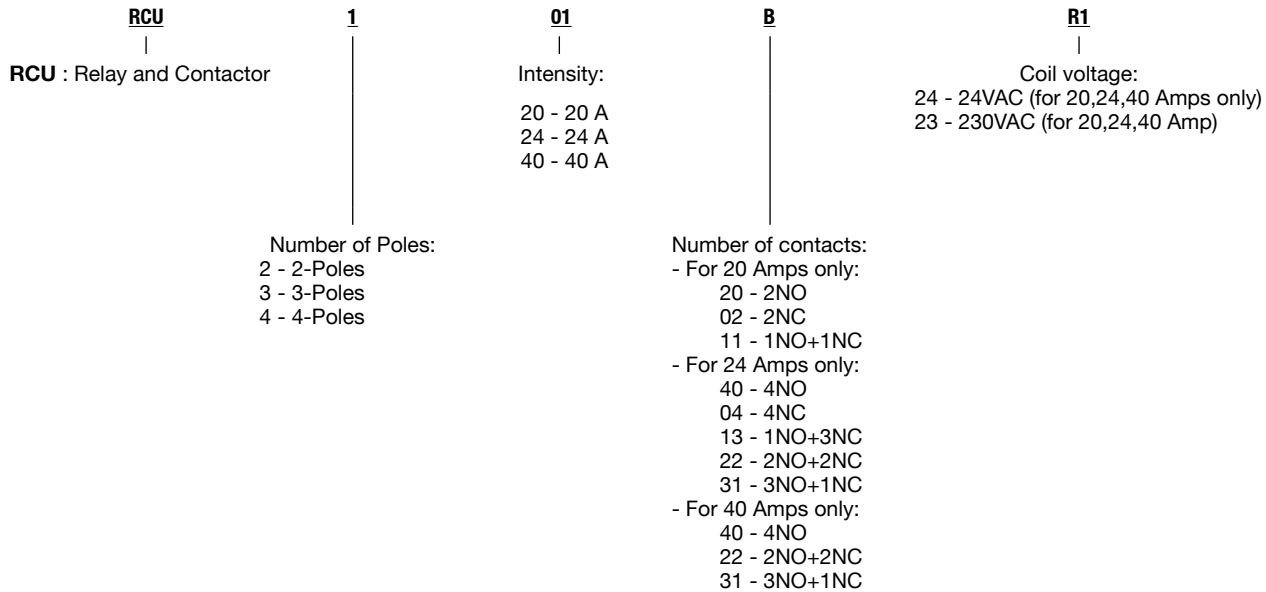 RCU 1 01 B R1
RCU : Relay and Contactor
Intensity:
20 - 20 A
24 - 24 A
40 - 40 A
Coil voltage:
24 - 24VAC (for 20,24,40 Amps only)
23 - 230VAC (for 20,24,40 Amp)
Number of Poles:
2 - 2-Poles
3 - 3-Poles
4 - 4-Poles
Number of contacts:
- For 20 Amps only:
20 - 2NO
02 - 2NC
11 - 1NO+1NC
- For 24 Amps only:
40 - 4NO
04 - 4NC
13 - 1NO+3NC
22 - 2NO+2NC
31 - 3NO+1NC
- For 40 Amps only:
40 - 4NO
22 - 2NO+2NC
31 - 3NO+1NC